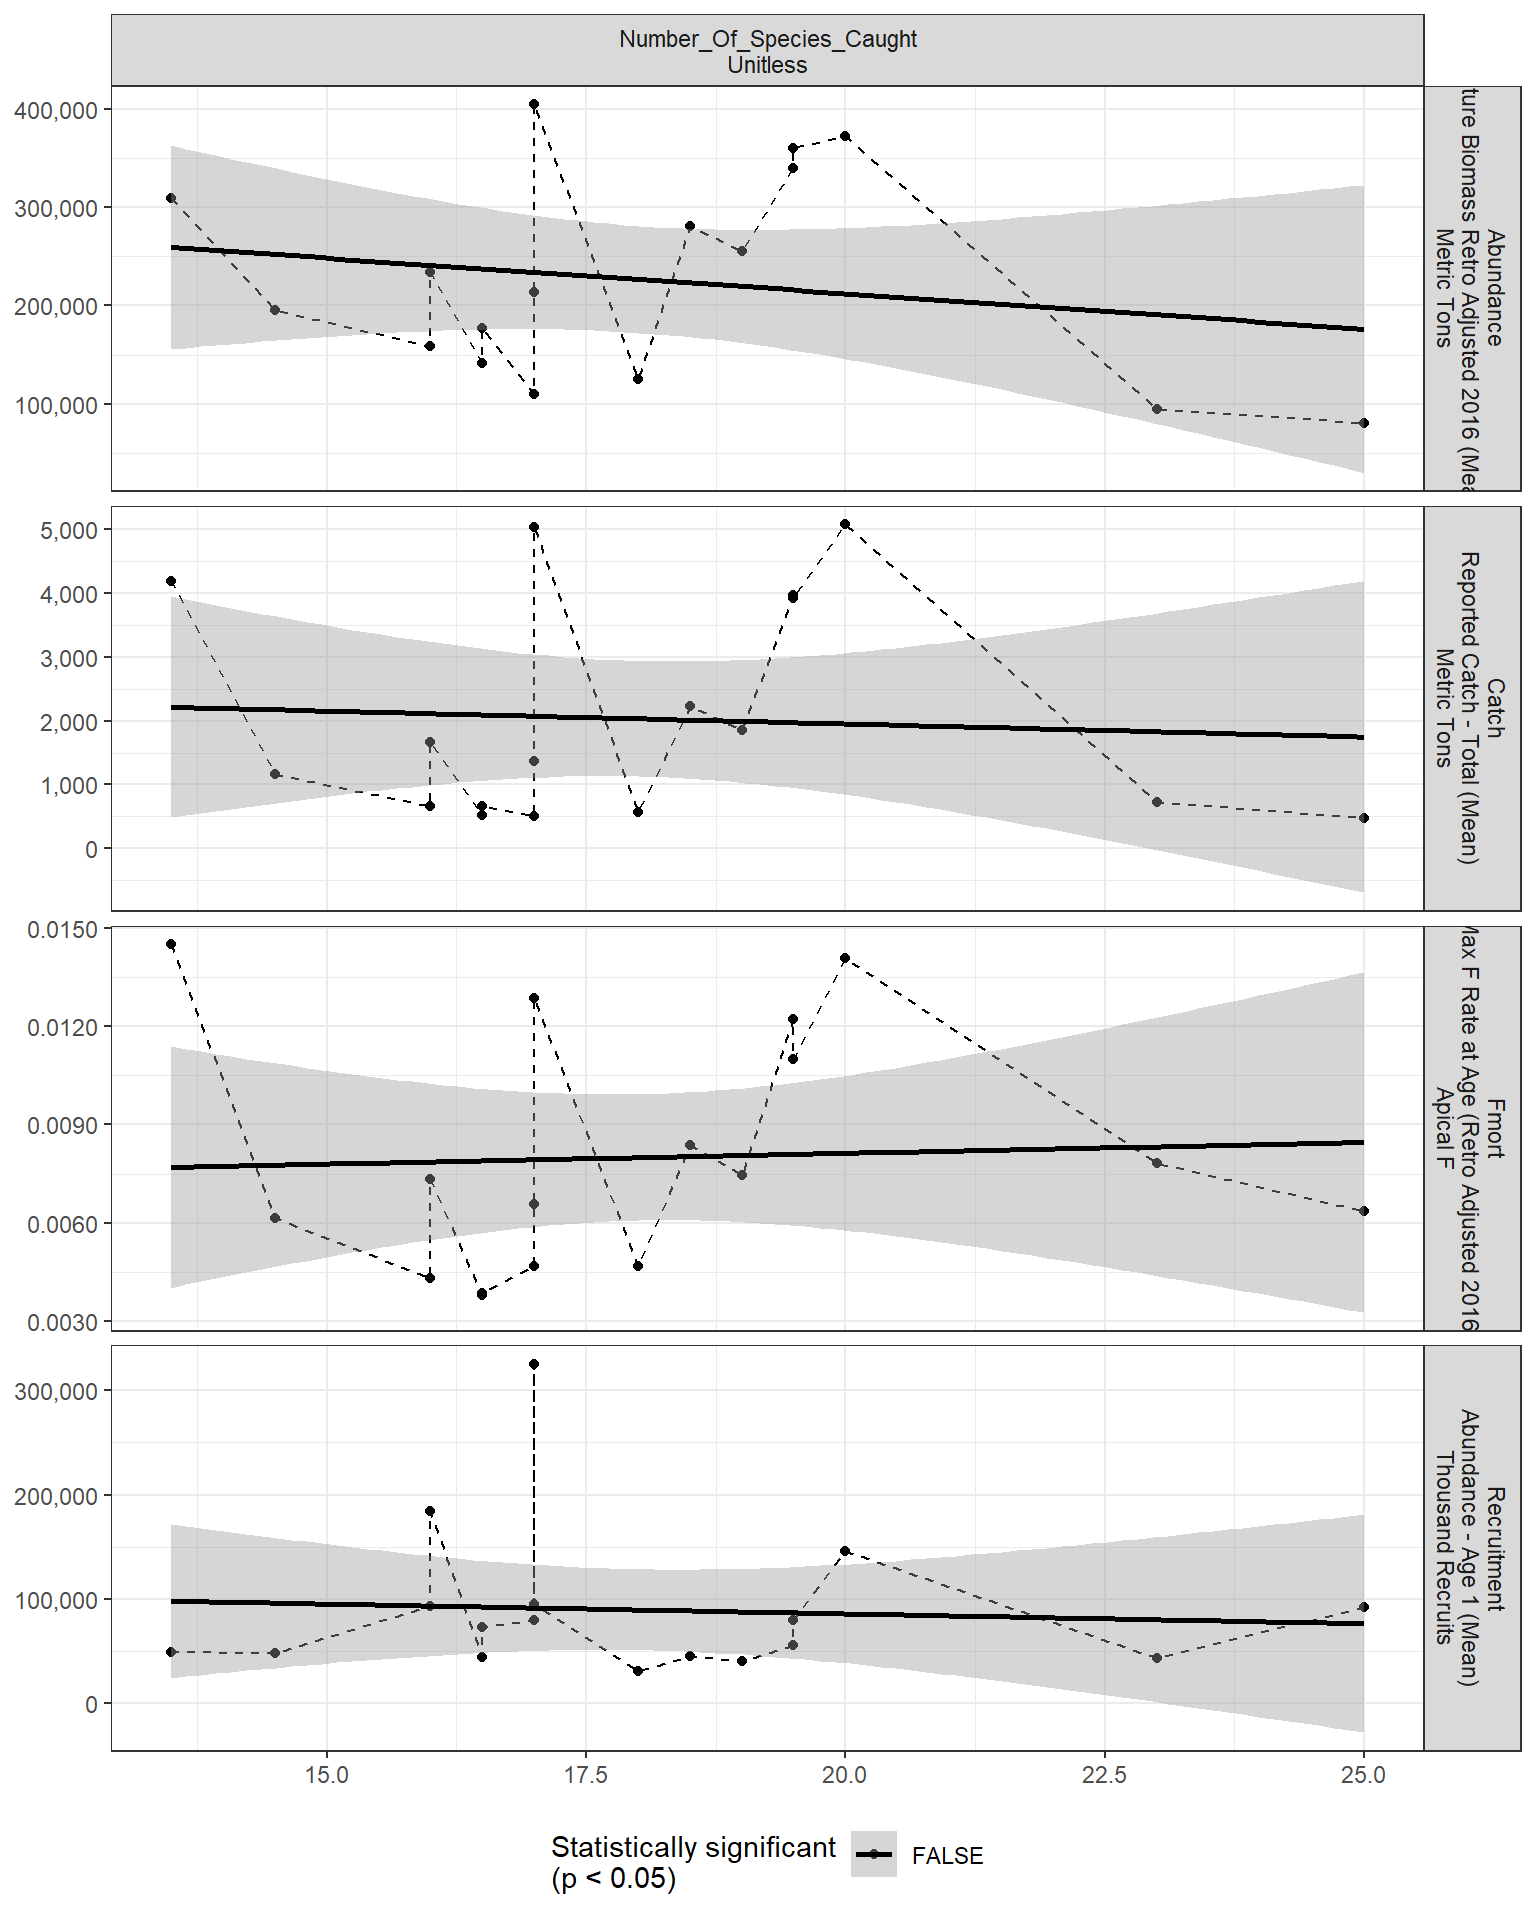 Number_Of_Species_Caught
Unitless
400,000
300,000
200,000
100,000
Abundance
ture Biomass Retro Adjusted 2016 (Mea
Metric Tons
5,000
4,000
3,000
2,000
1,000
0
Catch
Reported Catch - Total (Mean)
Metric Tons
0.0150
0.0120
0.0090
0.0060
0.0030
Fmort
Max F Rate at Age (Retro Adjusted 2016
Apical F
300,000
200,000
100,000
0
Recruitment
Abundance - Age 1 (Mean)
Thousand Recruits
15.0
17.5
20.0
22.5
25.0
Statistically significant
(p < 0.05)
FALSE